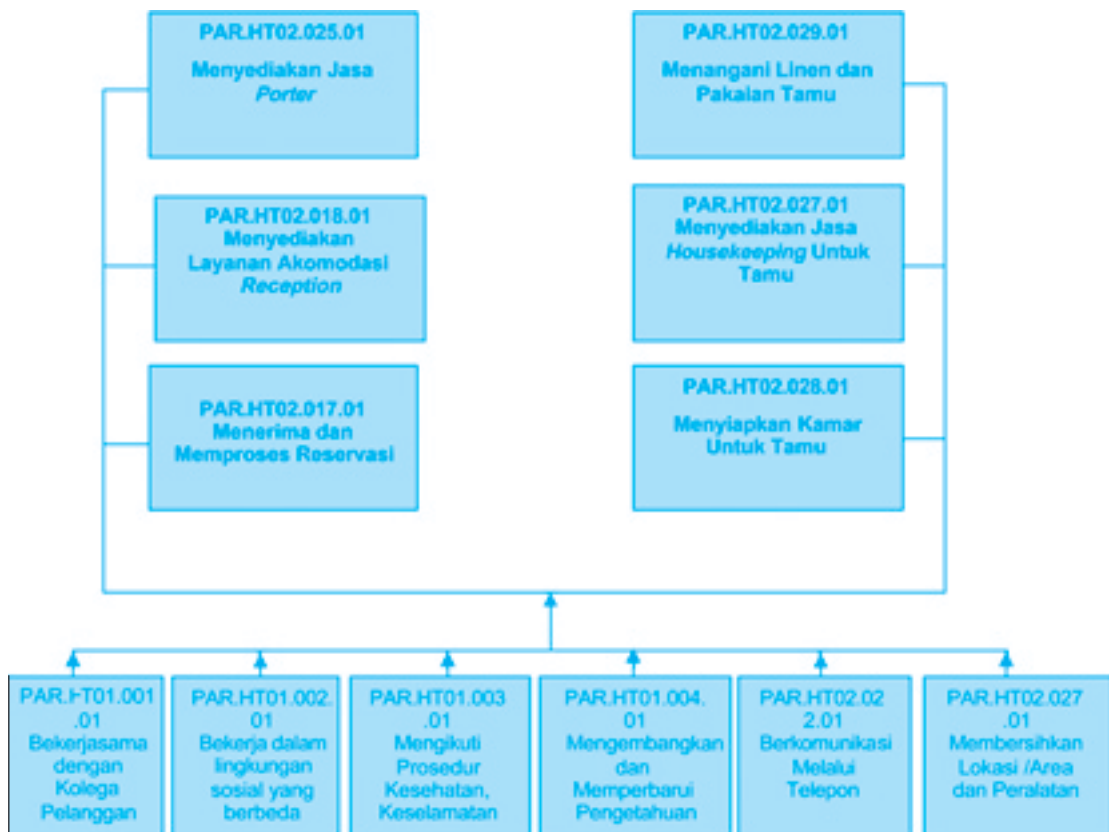 PAR.HT02.025.01
Menyediakan Jasa
Porter
PAR.HT02.029.01
Menangani Linen dan
Pakaian Tamu
PAR.HT02.018.01
Menyediakan
Layanan Akomodasi
Reception
PAR.HT02.027.01
Menyediakan Jasa
Housekeeping Untuk
Tamu
PAR.HT02.017.01
Menerima dan
Memproses Reservasi
PAR.HT02.028.01
Menyiapkan Kamar
Untuk Tamu
PAR.HT01.001
.01
Bekerjasama
dengan
Kolega
Pelanggan
PAR.HT01.002.
01
Bekerja dalam
lingkungan
sosial yang
berbeda
PAR.HT01.003
.01
Mengikuti
Prosedur
Kesehatan,
Keselamatan
PAR.HT01.004.
01
Mengembangkan
dan
Memperbarui
Pengetahuan
PAR.HT02.02
2.01
Berkomunikasi
Melalui
Telepon
PAR.HT02.027
.01
Membersihkan
Lokasi /Area
dan Peralatan